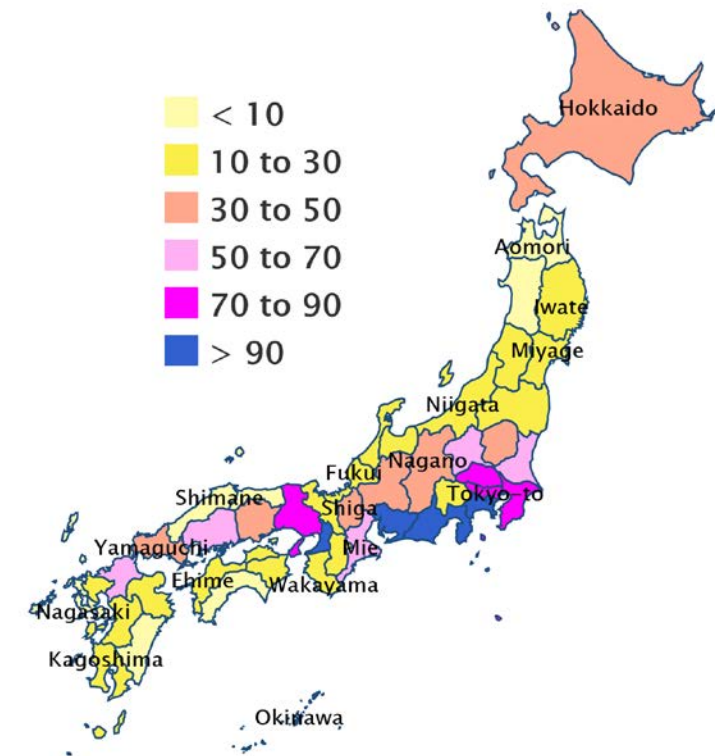 < 10
10 to 30
30 to 50
50 to 70
70 to 90
> 90
Hokkaido
Aomori
Iwate
Miyage
Niigata
Nagano
Fukui
Tokyo-to
Shimane
Shiga
Yamaguchi
Mie
Ehime
Wakayama
Nagasaki
Kagoshima
Okinawa